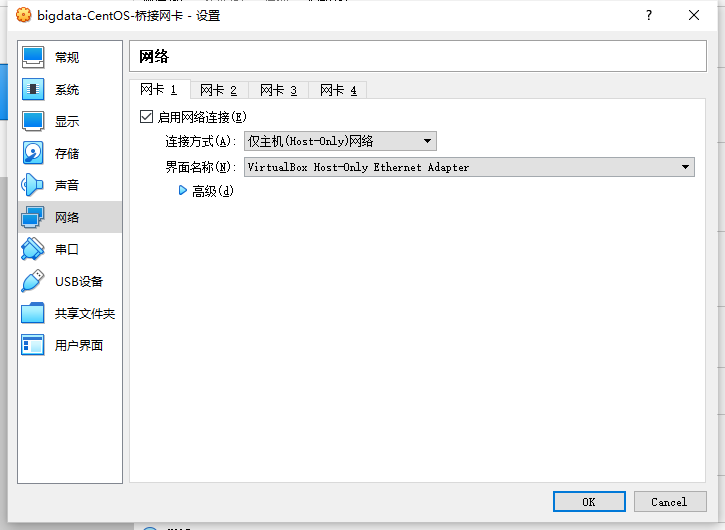 bigdata-CentOS-桥接网卡 - 设置
?
常规
系统
显示
存储
声音
网络
串口
USB设备
共享文件夹
用户界面
网络
网卡 1 网卡 2 网卡 3 网卡 4
启用网络连接(E)
连接方式(A): 仅主机(Host-Only)网络
界面名称(N): VirtualBox Host-Only Ethernet Adapter
高级(d)
OK Cancel